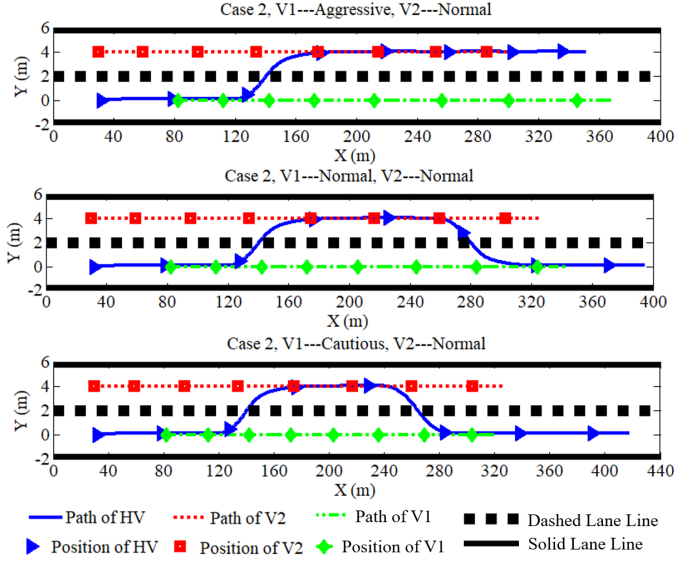 Case 2, V1---Aggressive, V2---Normal
6
4
2
0
-2
Y (m)
0 40 80 120 160 200 240 280 320 360 400
X (m)
Case 2, V1---Normal, V2---Normal
6
4
2
0
-2
Y (m)
0 40 80 120 160 200 240 280 320 360 400
X (m)
Case 2, V1---Cautious, V2---Normal
6
4
2
0
-2
Y (m)
0 40 80 120 160 200 240 280 320 360 400 440
X (m)
Path of HV Path of V2 Path of V1 Dashed Lane Line
Position of HV Position of V2 Position of V1 Solid Lane Line